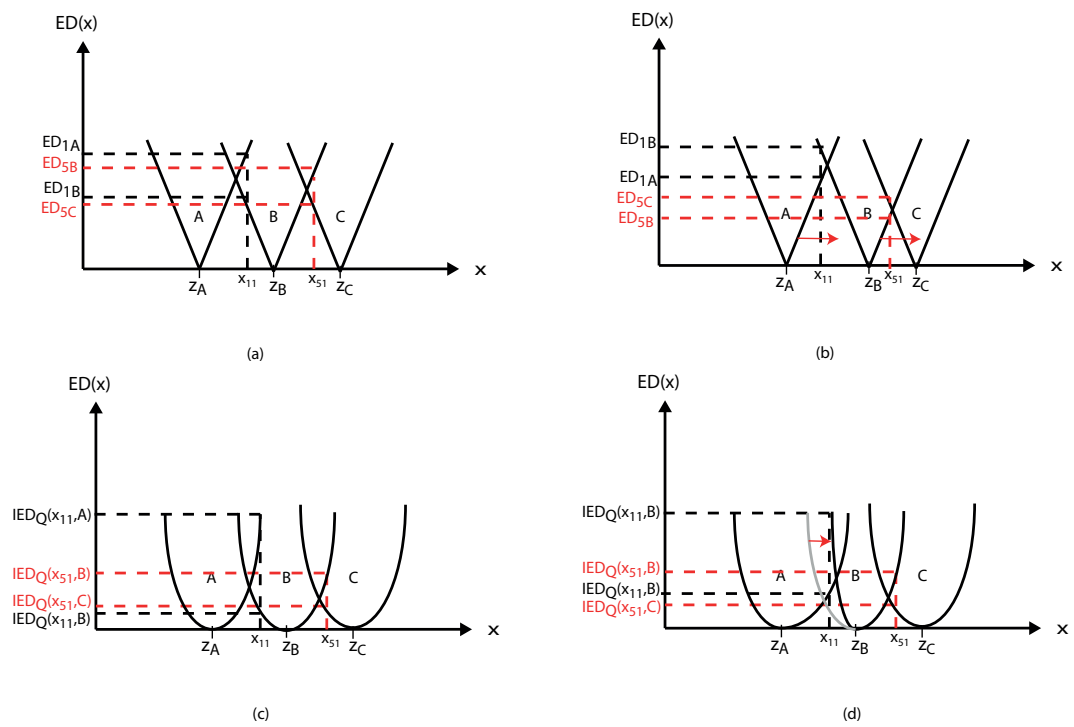 ED(x)
ED1A
ED5B
ED1B
ED5C
A
B
C
zA
x11
zB
x51
zC
x
(a)
ED(x)
ED1B
ED1A
ED5C
ED5B
A
B
C
zA
x11
zB
x51
zC
x
(b)
ED(x)
IEDQ(x11,A)
IEDQ(x51,B)
IEDQ(x51,C)
IEDQ(x11,B)
A
B
C
zA
x11
zB
x51
zC
x
(c)
ED(x)
IEDQ(x11,B)
IEDQ(x51,B)
IEDQ(x11,B)
IEDQ(x51,C)
A
B
C
zA
x11
zB
x51
zC
x
(d)